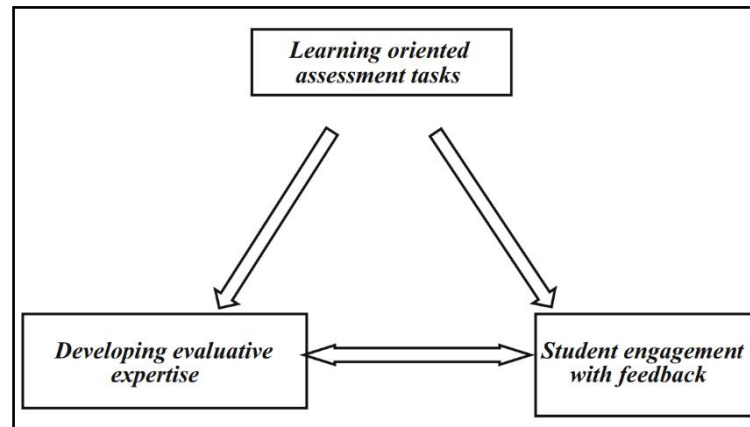 Learning oriented
assessment tasks
Developing evaluative
expertise
Student engagement
with feedback